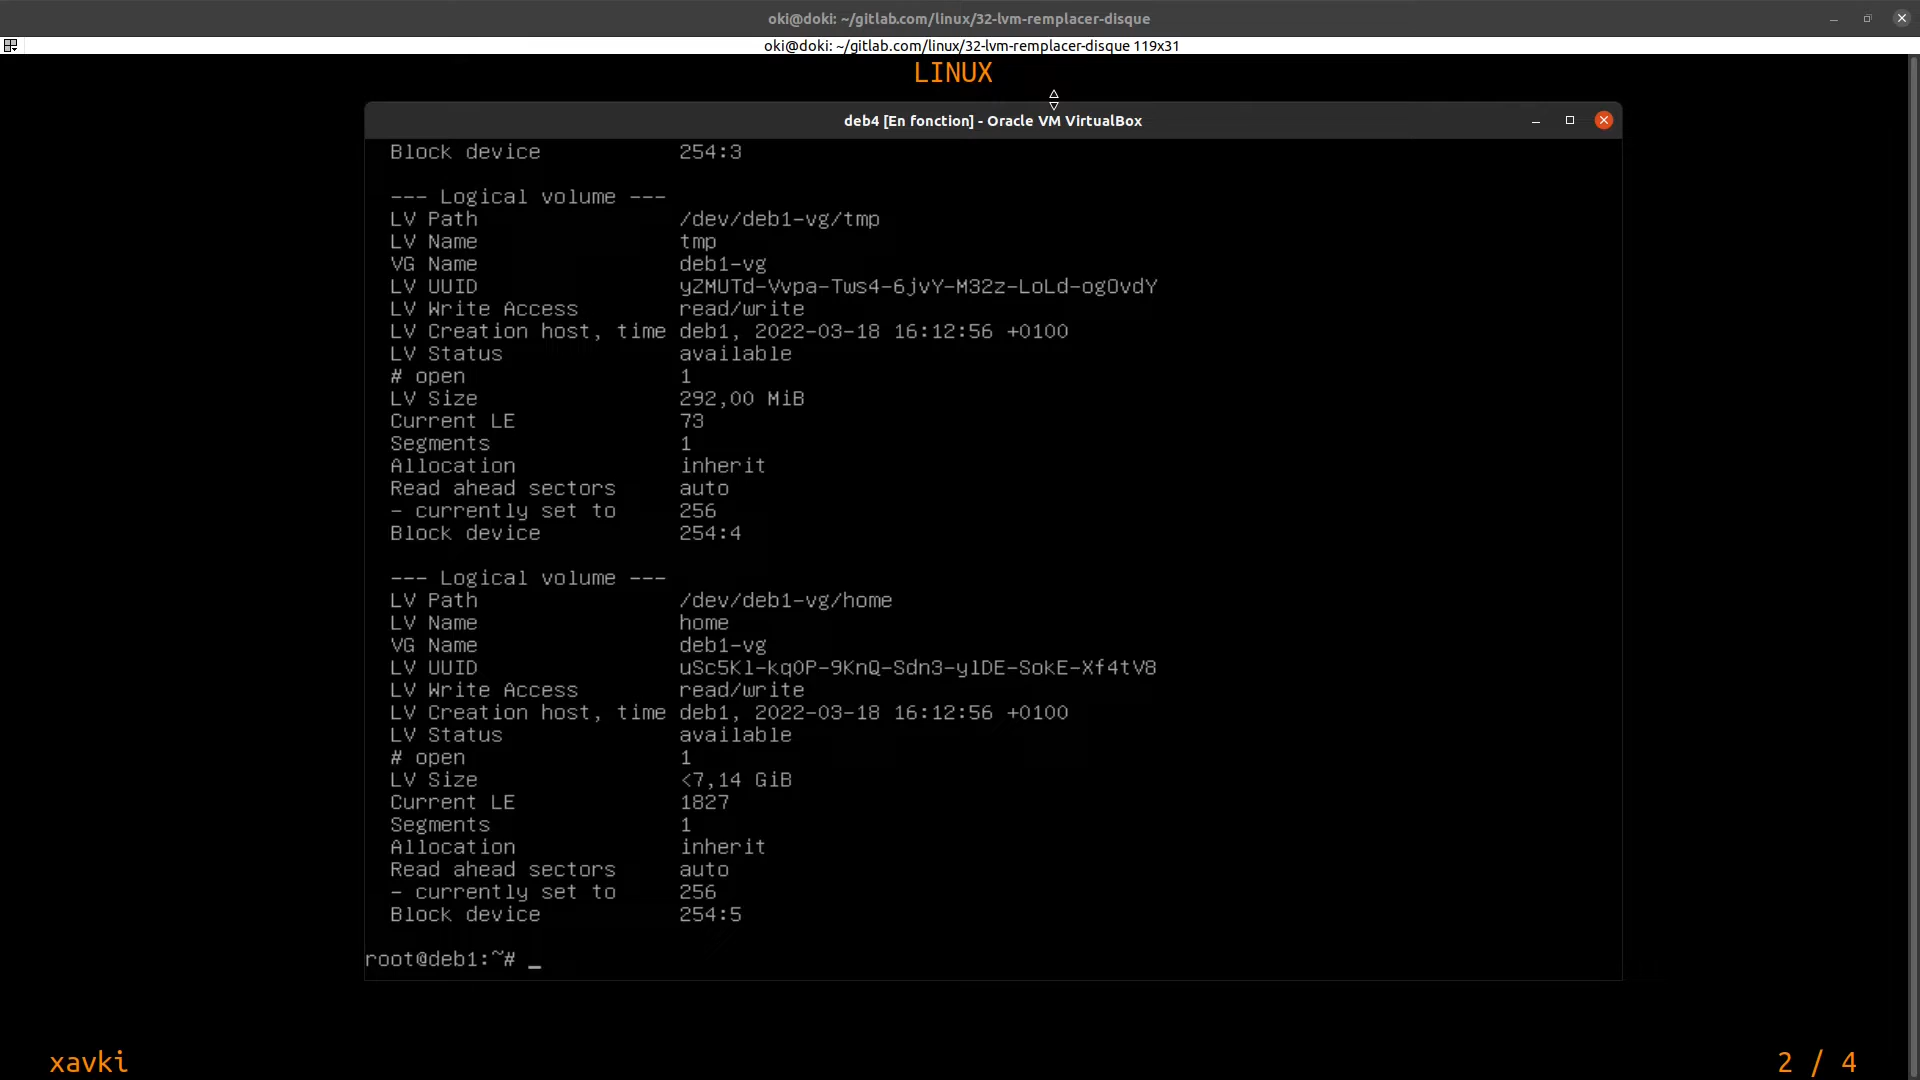 oki@doki: ~/gitlab.com/linux/32-lvm-remplacer-disque
oki@doki: ~/gitlab.com/linux/32-lvm-remplacer-disque 119x31
LINUX
deb4 [En fonction] - Oracle VM VirtualBox
Block device 254:3
--- Logical volume ---
LV Path /dev/deb1-vg/tmp
LV Name tmp
VG Name deb1-vg
LV UUID yZMUTd-Vvpa-Tws4-6jvY-M32z-LoLd-ogOvdY
LV Write Access read/write
LV Creation host, time deb1, 2022-03-18 16:12:56 +0100
LV Status available
# open 1
LV Size 292,00 MiB
Current LE 73
Segments 1
Allocation inherit
Read ahead sectors auto
- currently set to 256
Block device 254:4
--- Logical volume ---
LV Path /dev/deb1-vg/home
LV Name home
VG Name deb1-vg
LV UUID uSc5Kl-kqOP-9KnQ-Sdn3-ylDE-SokE-Xf4tV8
LV Write Access read/write
LV Creation host, time deb1, 2022-03-18 16:12:56 +0100
LV Status available
# open 1
LV Size <7,14 GiB
Current LE 1827
Segments 1
Allocation inherit
Read ahead sectors auto
- currently set to 256
Block device 254:5
root@deb1:~# _
xavki
2 / 4